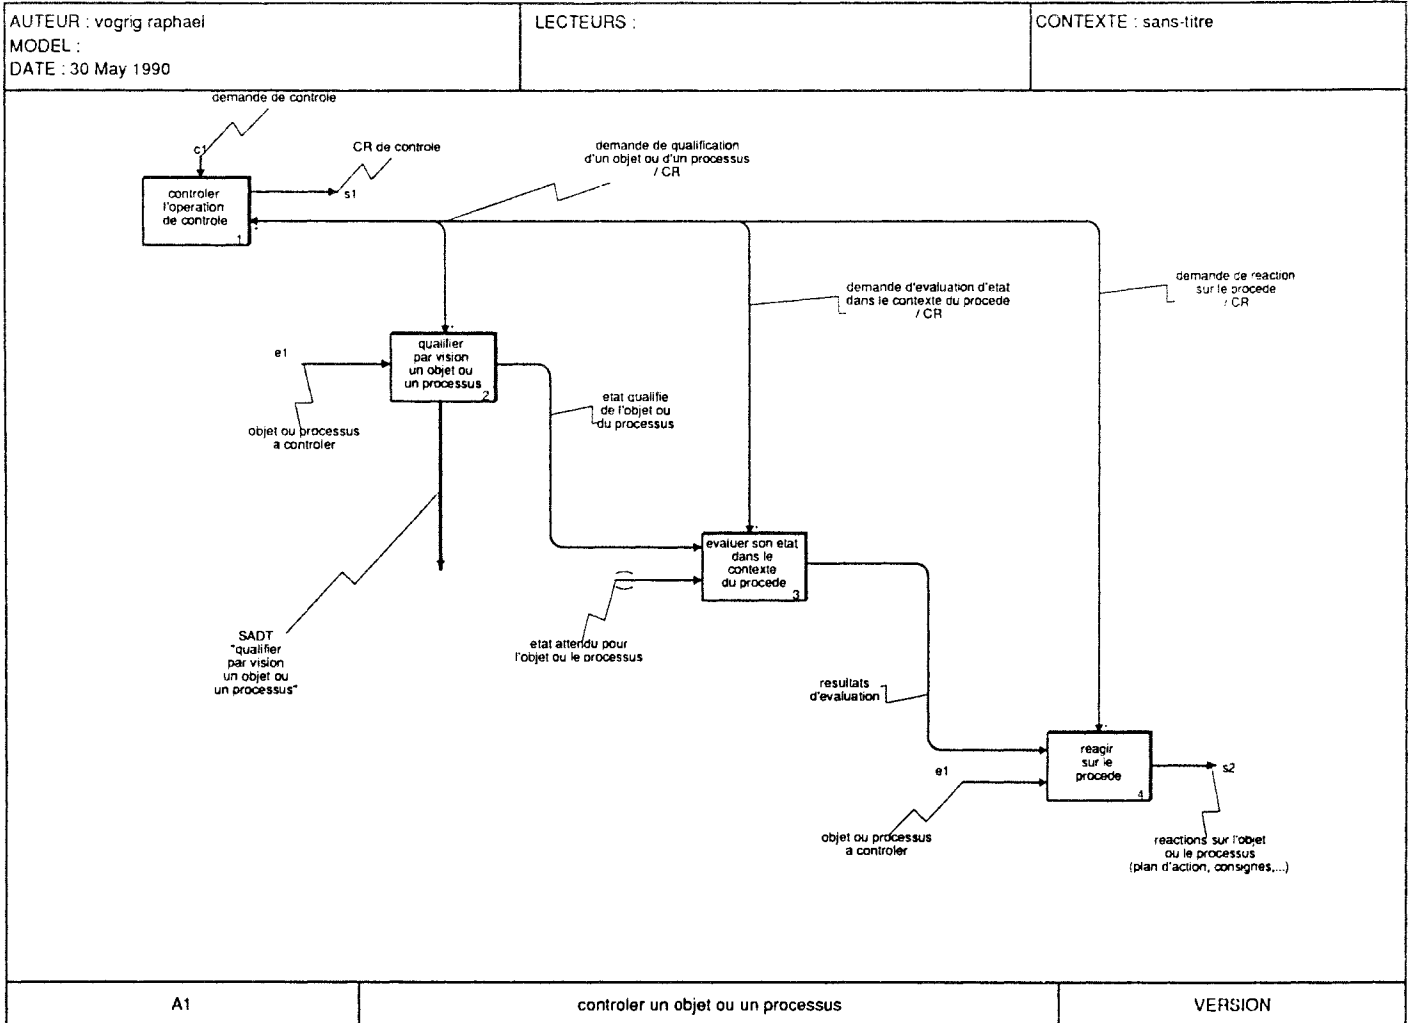 AUTEUR : vogrig raphael
MODEL :
DATE : 30 May 1990
LECTEURS :
CONTEXTE : sans-titre
demande de controle
c1
CR de controle
s1
controler
l'operation
de controle
1
demande de qualification
d'un objet ou d'un processus
/ CR
demande d'evaluation d'etat
dans le contexte du procede
/ CR
demande de reaction
sur le procede
/ CR
e1
qualifier
par vision
un objet ou
un processus
2
objet ou processus
a controler
etat qualifie
de l'objet ou
du processus
evaluer son etat
dans le
contexte
du procede
3
SADT
"qualifier
par vision
un objet ou
un processus"
etat attendu pour
l'objet ou le processus
resultats
d'evaluation
reagir
sur le
procede
4
e1
s2
objet ou processus
a controler
reactions sur l'objet
ou le processus
(plan d'action, consignes,...)
A1
controler un objet ou un processus
VERSION